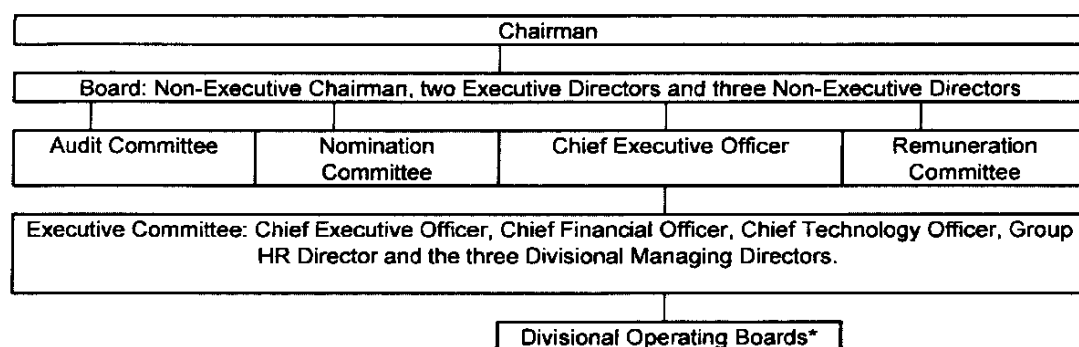 Chairman
Board: Non-Executive Chairman, two Executive Directors and three Non-Executive Directors
Audit Committee
Nomination
Committee
Chief Executive Officer
Remuneration
Committee
Executive Committee: Chief Executive Officer, Chief Financial Officer, Chief Technology Officer, Group
HR Director and the three Divisional Managing Directors.
Divisional Operating Boards*